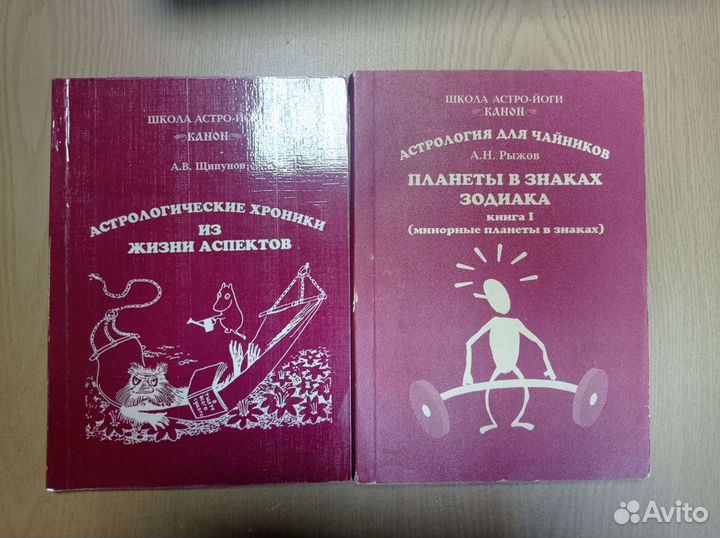 ШКОЛА АСТРО-ЙОГИ
КАНОН
А.В. Щипунов
АСТРОЛОГИЧЕСКИЕ ХРОНИКИ
ИЗ
ЖИЗНИ АСПЕКТОВ
ШКОЛА АСТРО-ЙОГИ
КАНОН
АСТРОЛОГИЯ ДЛЯ ЧАЙНИКОВ
А.Н. Рыжов
ПЛАНЕТЫ В ЗНАКАХ
ЗОДИАКА
книга I
(минорные планеты в знаках)
Avito